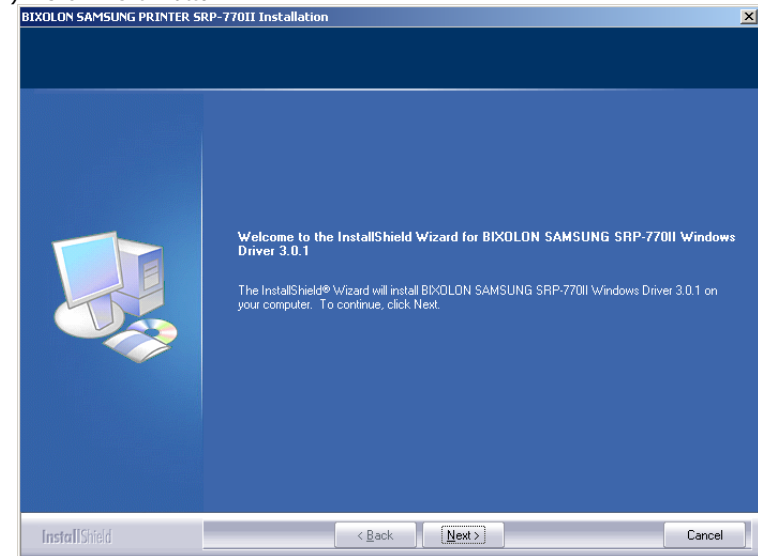 BIXOLON SAMSUNG PRINTER SRP-770II Installation
Welcome to the InstallShield Wizard for BIXOLON SAMSUNG SRP-770II Windows
Driver 3.0.1
The InstallShield® Wizard will install BIXOLON SAMSUNG SRP-770II Windows Driver 3.0.1 on
your computer. To continue, click Next.
InstallShield
< Back
Next >
Cancel